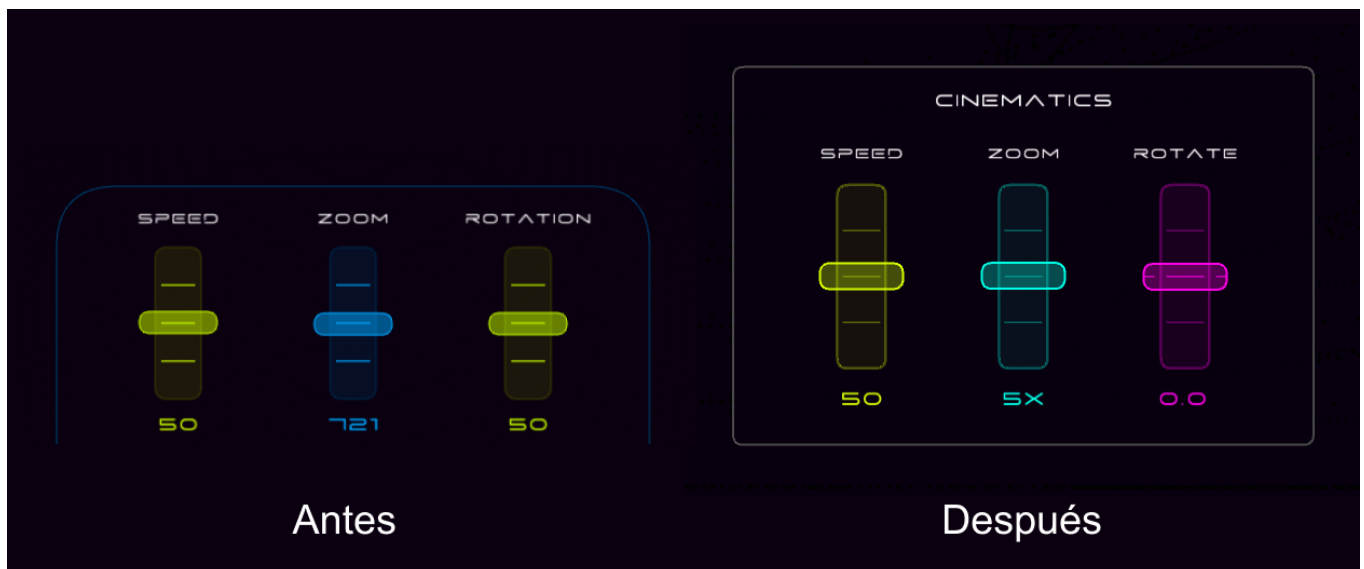 SPEED ZOOM ROTATION
50 721 50
Antes
CINEMATICS
SPEED ZOOM ROTATE
50 5X 0.0
Después